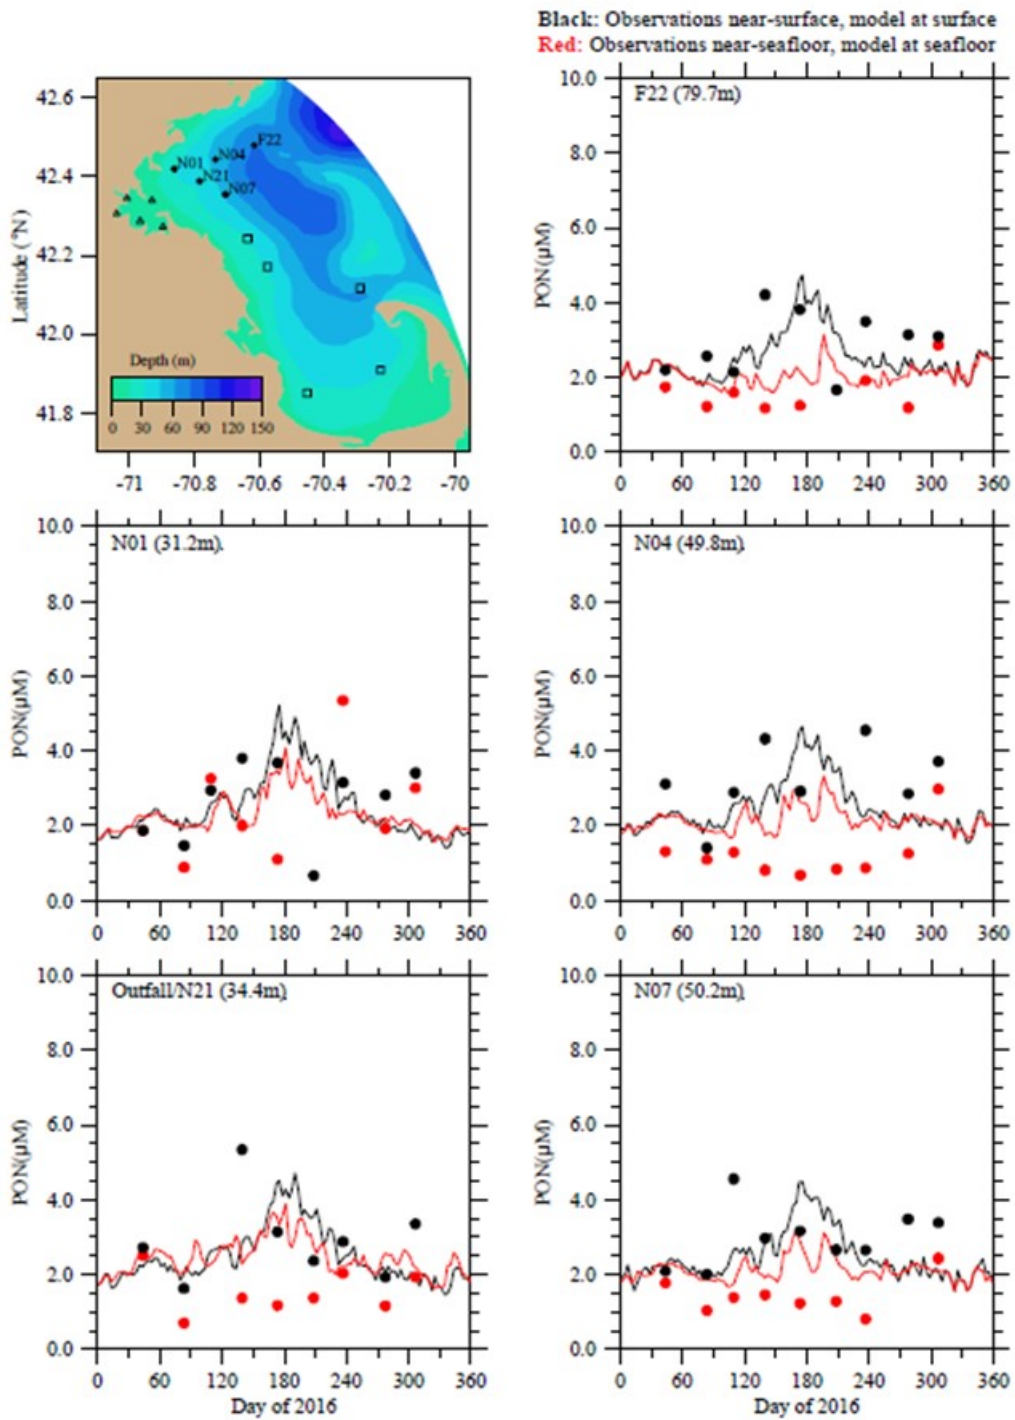 Black: Observations near-surface, model at surface
Red: Observations near-seafloor, model at seafloor
42.6
42.4
42.2
42.0
41.8
Latitude (°N)
F22
N04
N01
N21
N07
Depth (m)
0 30 60 90 120 150
-71 -70.8 -70.6 -70.4 -70.2 -70
F22 (79.7m)
10.0
8.0
6.0
4.0
2.0
0.0
PON(µM)
0 60 120 180 240 300 360
N01 (31.2m).
10.0
8.0
6.0
4.0
2.0
0.0
PON(µM)
0 60 120 180 240 300 360
N04 (49.8m).
10.0
8.0
6.0
4.0
2.0
0.0
PON(µM)
0 60 120 180 240 300 360
Outfall/N21 (34.4m).
10.0
8.0
6.0
4.0
2.0
0.0
PON(µM)
0 60 120 180 240 300 360
Day of 2016
N07 (50.2m).
10.0
8.0
6.0
4.0
2.0
0.0
PON(µM)
0 60 120 180 240 300 360
Day of 2016